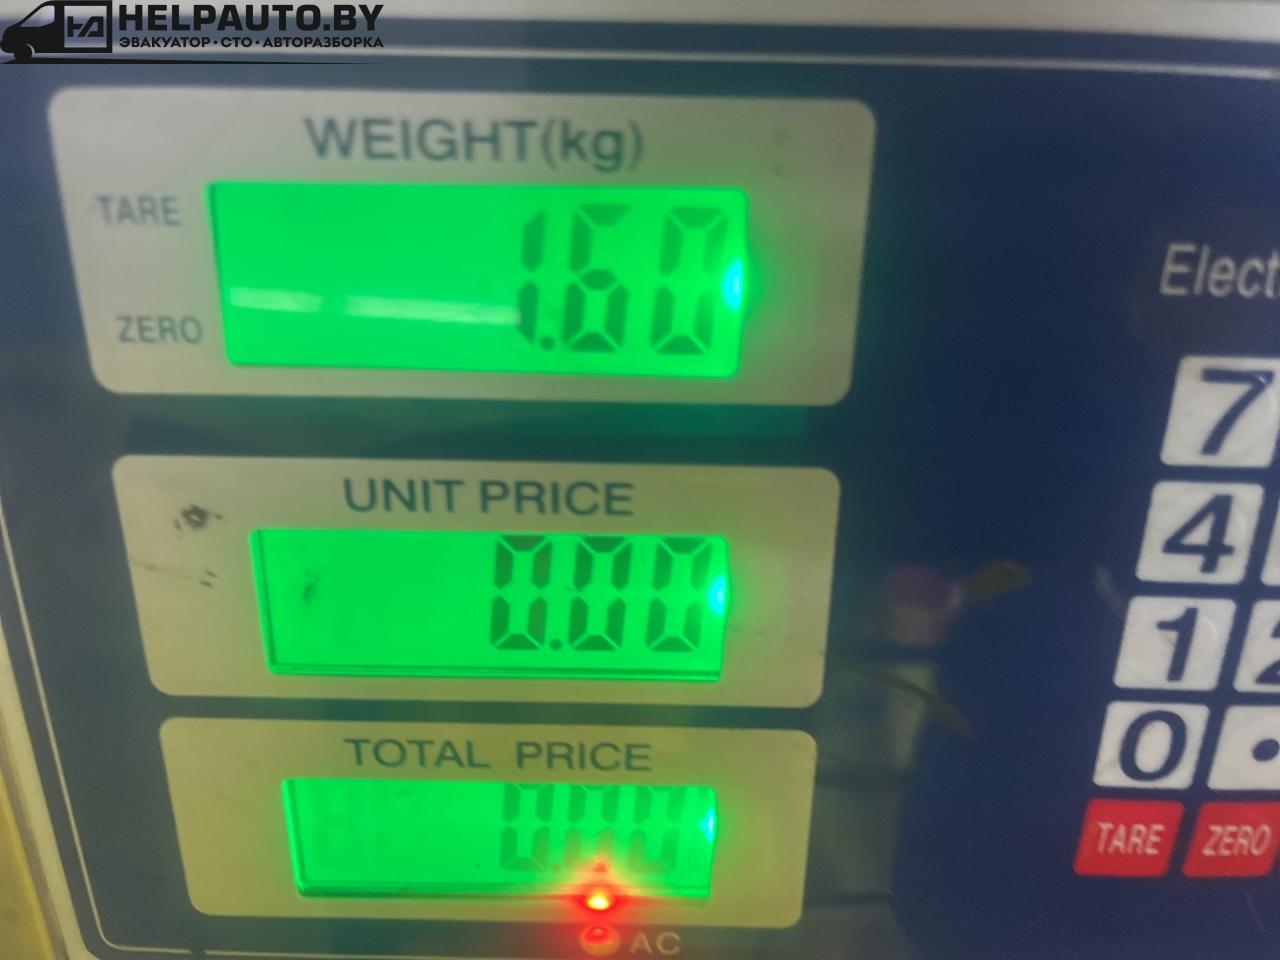 HELPAUTO.BY
ЭВАКУАТОР·СТО·АВТОРАЗБОРКА
WEIGHT(kg)
TARE
1.60
ZERO
Elect
7
UNIT PRICE
4
0.00
1 2
TOTAL PRICE
0 .
0.00
TARE ZERO
AC